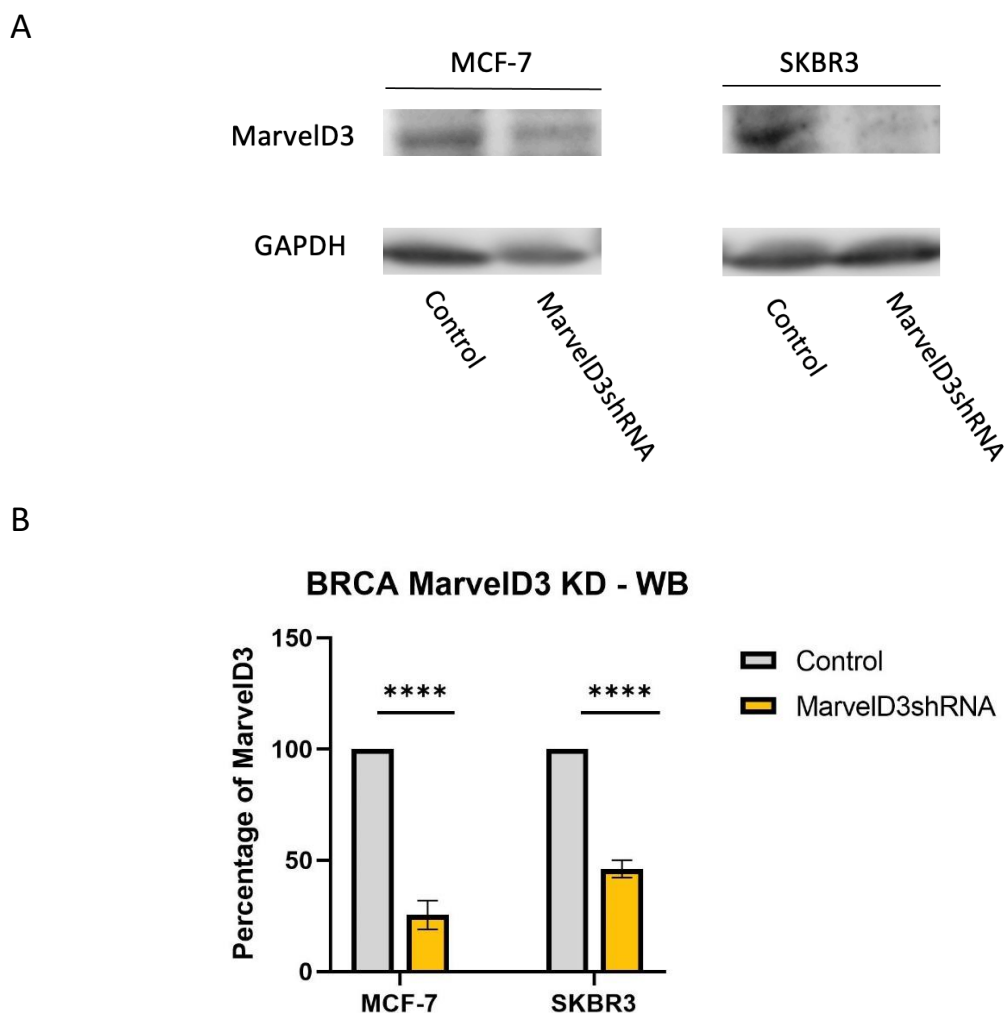 A
MCF-7
SKBR3
MarvelD3
GAPDH
Control
MarvelD3shRNA
Control
MarvelD3shRNA
B
BRCA MarvelD3 KD - WB
Percentage of MarvelD3
150
100
50
0
****
****
MCF-7
SKBR3
Control
MarvelD3shRNA